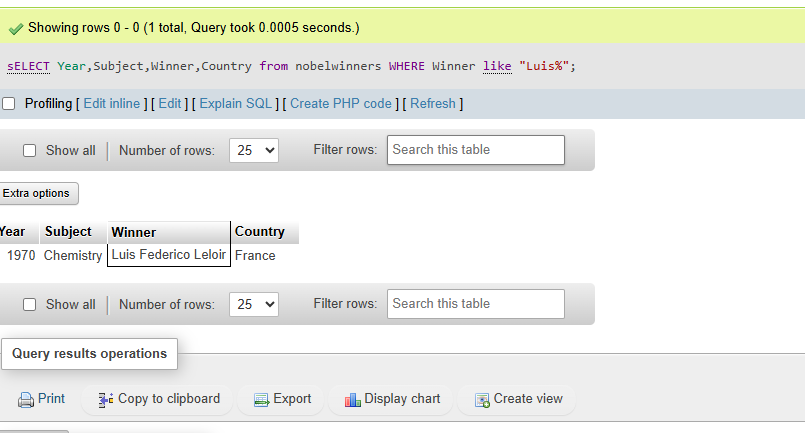 Showing rows 0 - 0 (1 total, Query took 0.0005 seconds.)
sELECT Year,Subject,Winner,Country from nobelwinners WHERE Winner like "Luis%";
Profiling [ Edit inline ] [ Edit ] [ Explain SQL ] [ Create PHP code ] [ Refresh ]
Show all Number of rows: 25 Filter rows: Search this table
Extra options
Year Subject Winner Country
1970 Chemistry Luis Federico Leloir France
Show all Number of rows: 25 Filter rows: Search this table
Query results operations
Print Copy to clipboard Export Display chart Create view